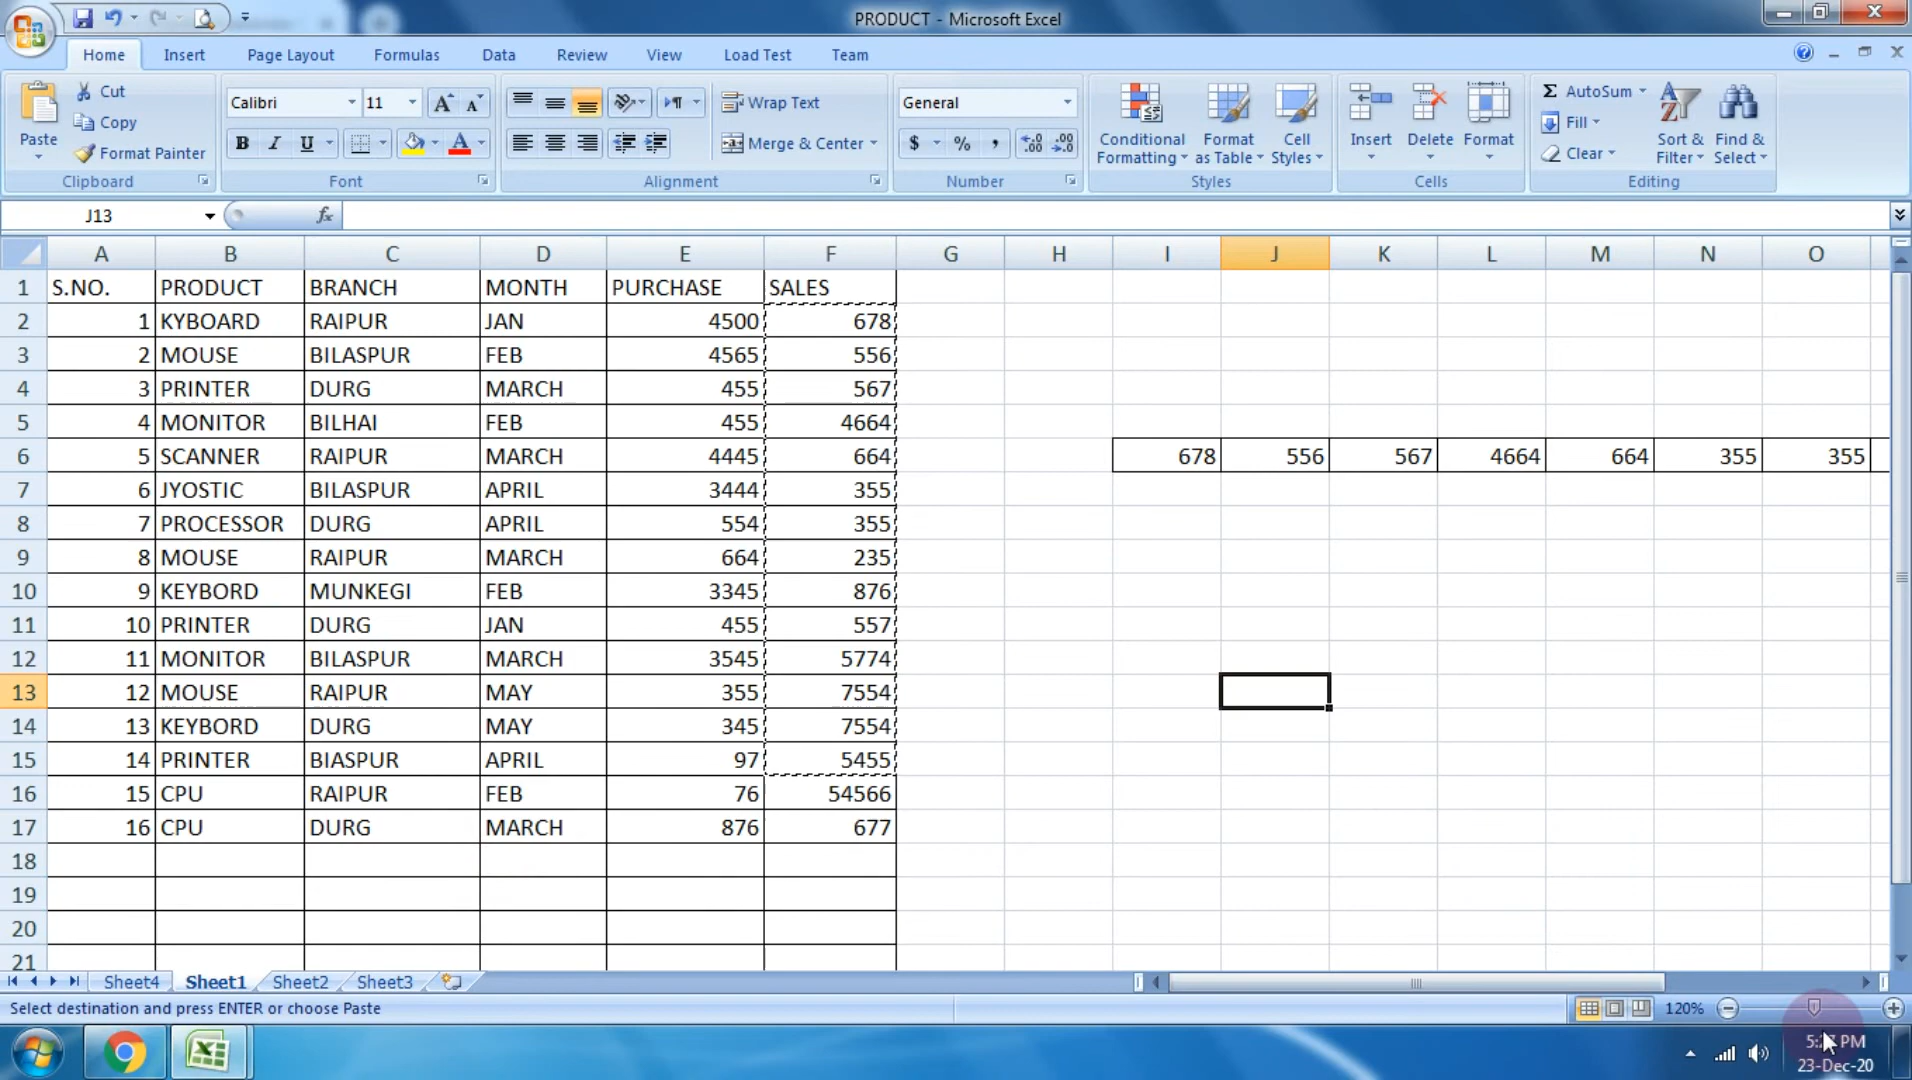 PRODUCT - Microsoft Excel
Home Insert Page Layout Formulas Data Review View Load Test Team
Paste Cut Copy Format Painter
Calibri 11
B I U
Wrap Text
Merge & Center
General
$ % ,
Conditional Formatting Format as Table Cell Styles
Insert Delete Format
Σ AutoSum Fill Clear
Sort & Filter Find & Select
Clipboard Font Alignment Number Styles Cells Editing
J13 fx
A B C D E F G H I J K L M N O
1 S.NO. PRODUCT BRANCH MONTH PURCHASE SALES
2 1 KYBOARD RAIPUR JAN 4500 678
3 2 MOUSE BILASPUR FEB 4565 556
4 3 PRINTER DURG MARCH 455 567
5 4 MONITOR BILHAI FEB 455 4664
6 5 SCANNER RAIPUR MARCH 4445 664 678 556 567 4664 664 355 355
7 6 JYOSTIC BILASPUR APRIL 3444 355
8 7 PROCESSOR DURG APRIL 554 355
9 8 MOUSE RAIPUR MARCH 664 235
10 9 KEYBORD MUNKEGI FEB 3345 876
11 10 PRINTER DURG JAN 455 557
12 11 MONITOR BILASPUR MARCH 3545 5774
13 12 MOUSE RAIPUR MAY 355 7554
14 13 KEYBORD DURG MAY 345 7554
15 14 PRINTER BIASPUR APRIL 97 5455
16 15 CPU RAIPUR FEB 76 54566
17 16 CPU DURG MARCH 876 677
18
19
20
21
Sheet4 Sheet1 Sheet2 Sheet3
Select destination and press ENTER or choose Paste 120%
PM
23-Dec-20